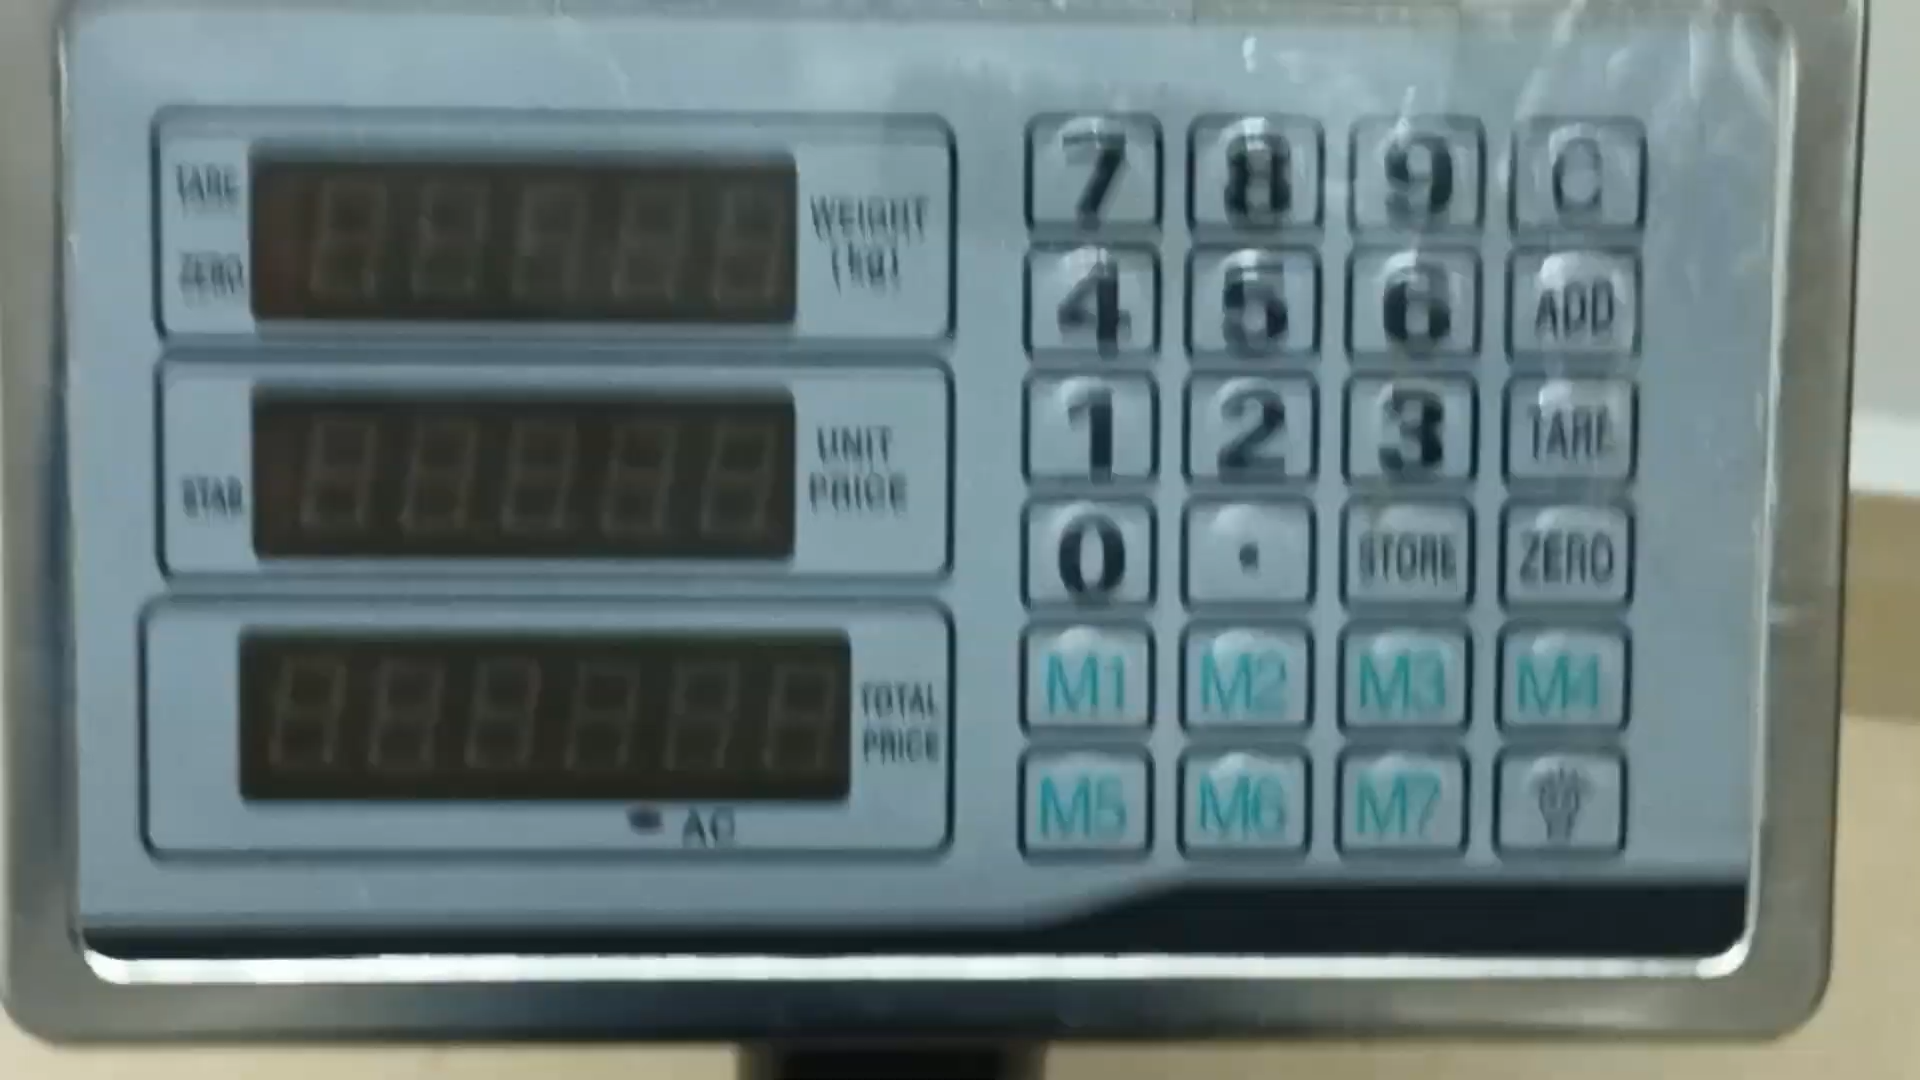 TARE
ZERO
WEIGHT
(kg)
STAB
UNIT
PRICE
TOTAL
PRICE
AC
7 8 9 C
4 5 6 ADD
1 2 3 TARE
0 . STORE ZERO
M1 M2 M3 M4
M5 M6 M7